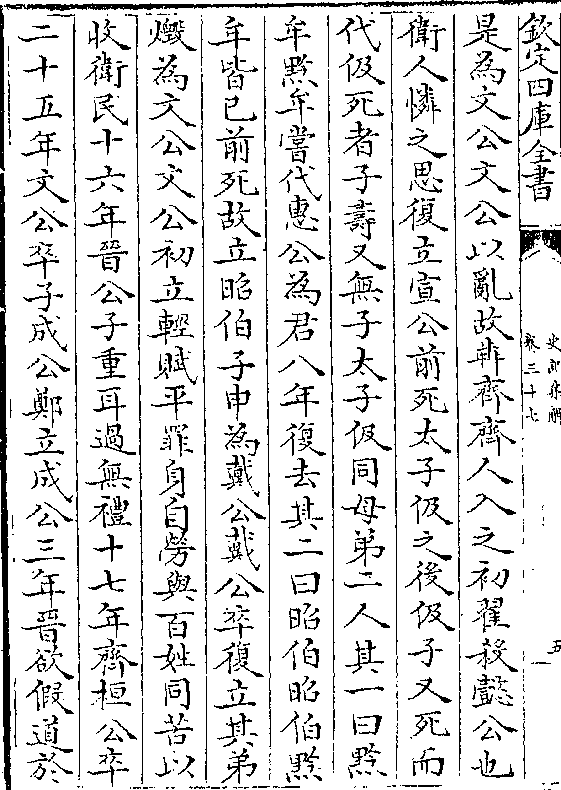 欽定四庫全書
史記集解
卷三十七
五
是為文公文公以亂故犇齊齊人入之初翟殺懿公也
衛人憐之思復立宣公前死太子伋之後伋子又死而
代伋死者子壽又無子太子伋同母弟二人其一曰黔
牟黔牟嘗代惠公為君八年復去其二曰昭伯昭伯黔
牟皆已前死故立昭伯子申為戴公戴公卒復立其弟
燬為文公文公初立輕賦平罪身自勞與百姓同苦以
收衛民十六年晉公子重耳過無禮十七年齊桓公卒
二十五年文公卒子成公鄭立成公三年晉欲假道於